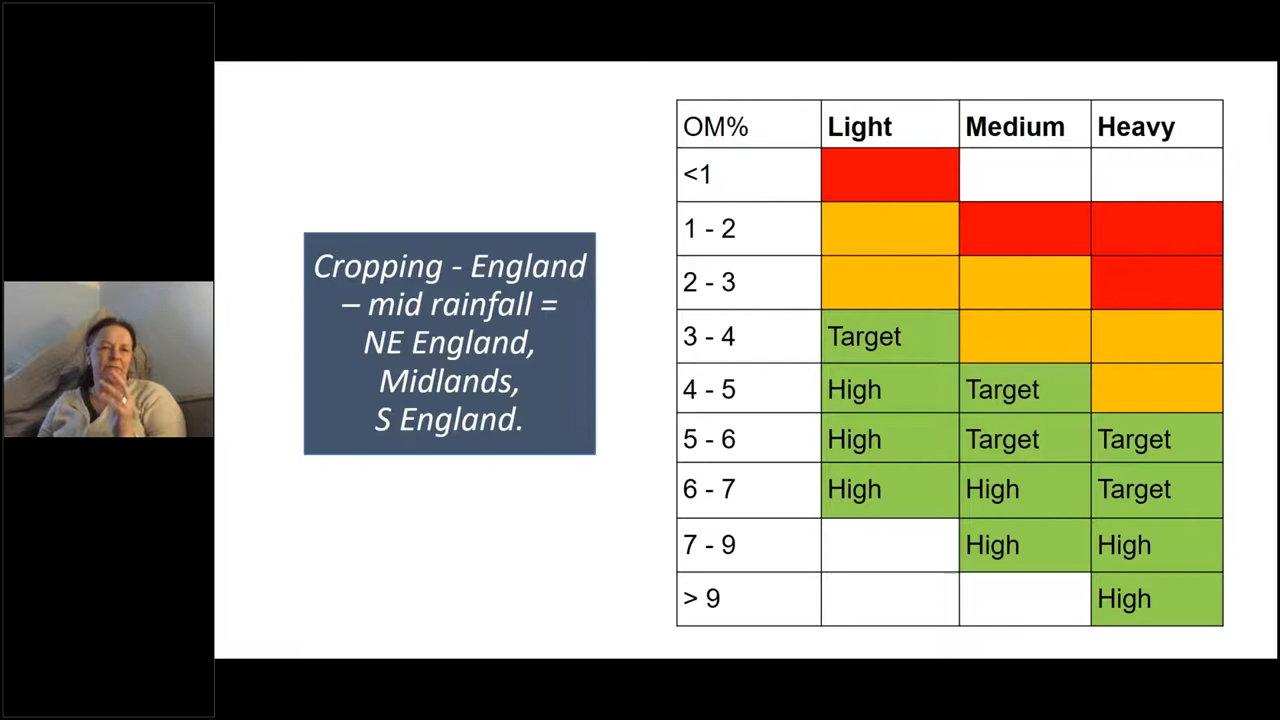 Cropping - England
– mid rainfall =
NE England,
Midlands,
S England.
OM% Light Medium Heavy
<1
1 - 2
2 - 3
3 - 4 Target
4 - 5 High Target
5 - 6 High Target Target
6 - 7 High High Target
7 - 9 High High
> 9 High